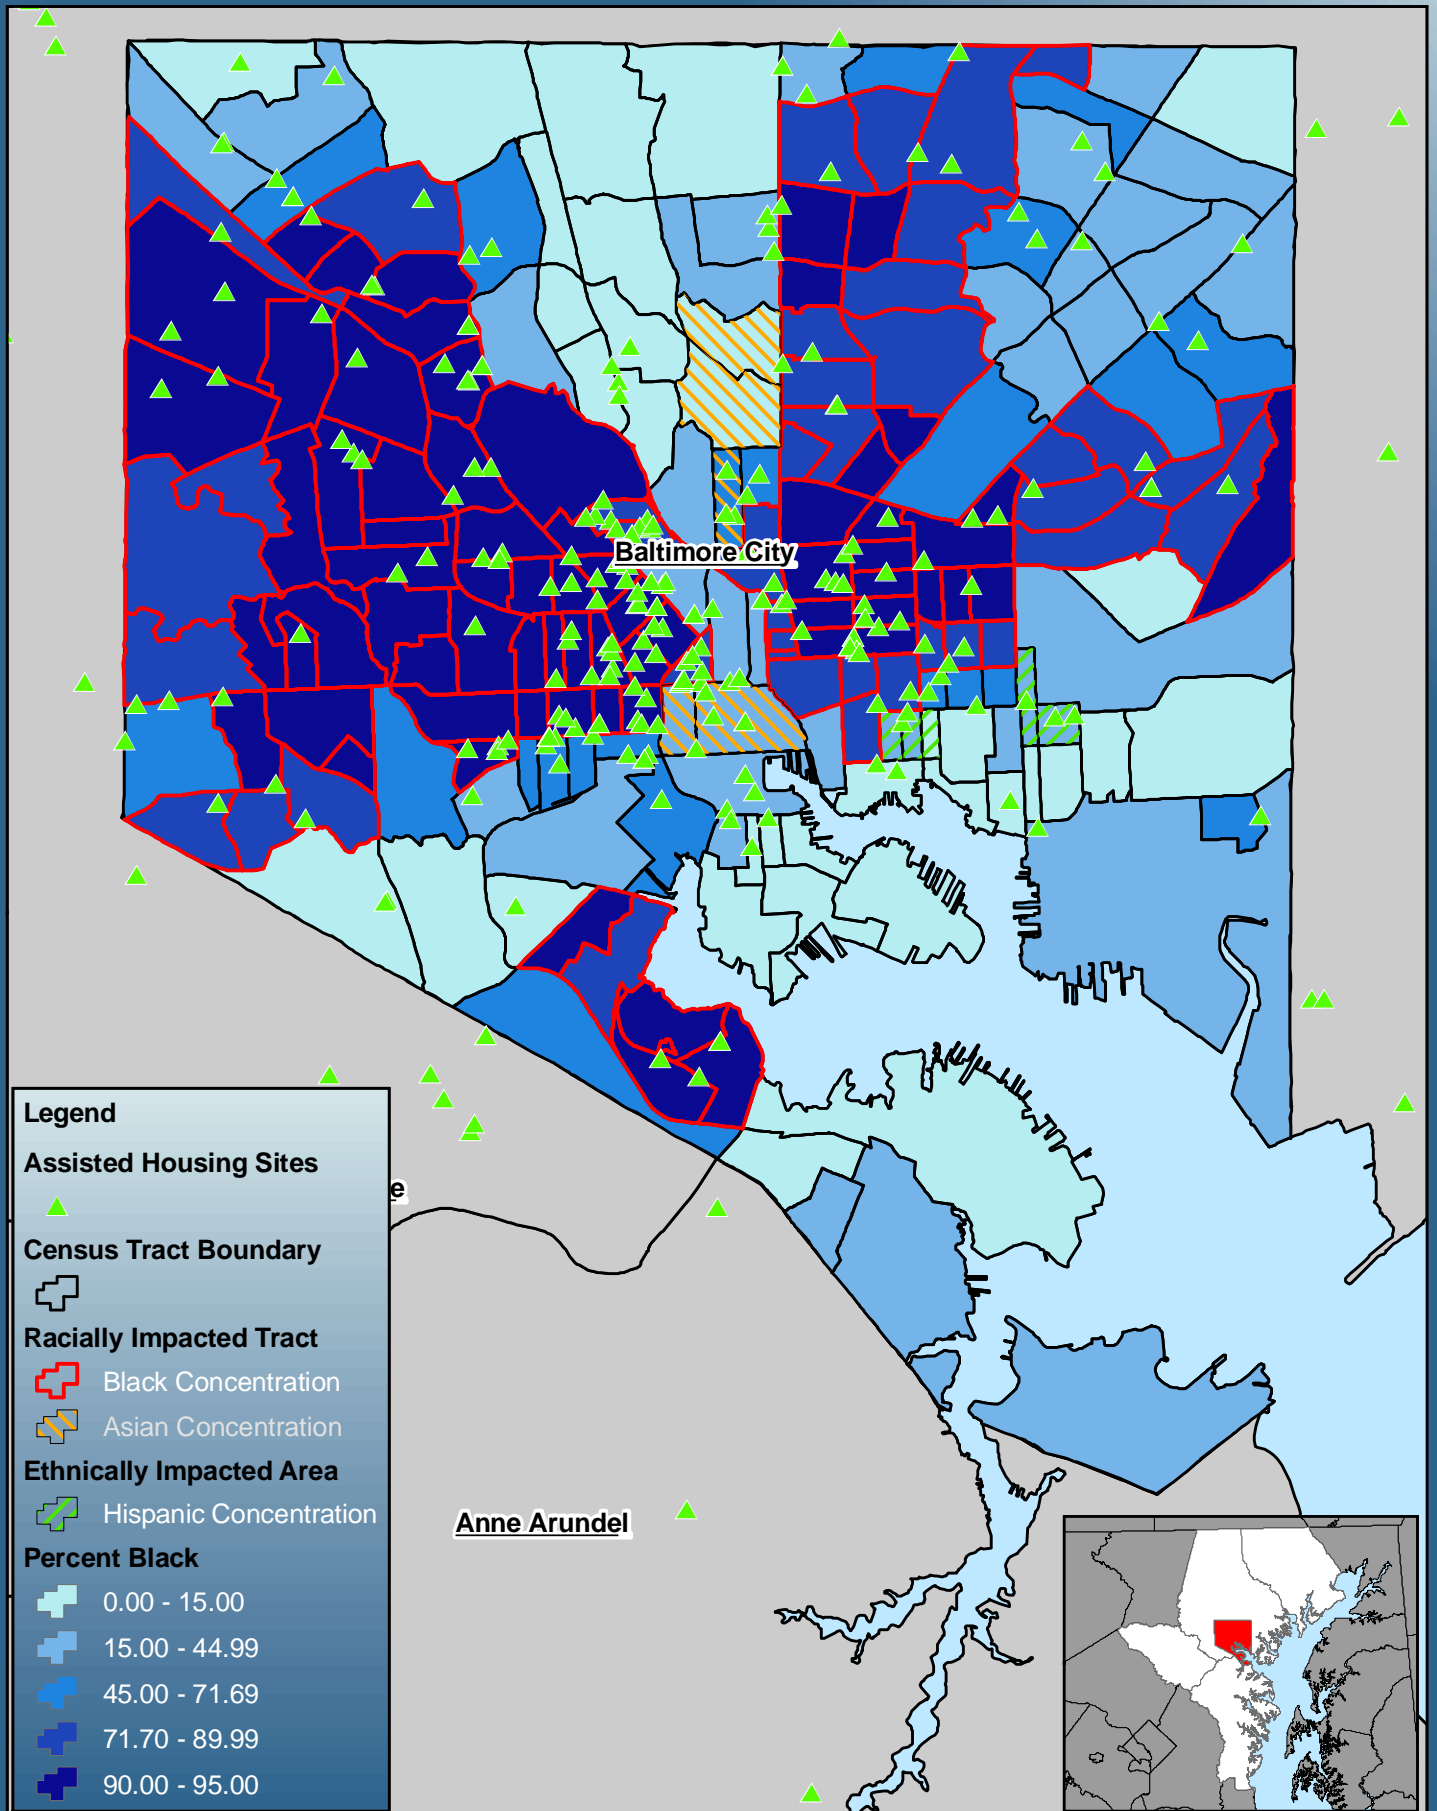 Baltimore City
Legend
Assisted Housing Sites
e
Census Tract Boundary
Racially Impacted Tract
Black Concentration
Asian Concentration
Ethnically Impacted Area
Hispanic Concentration
Percent Black
0.00 - 15.00
15.00 - 44.99
45.00 - 71.69
71.70 - 89.99
90.00 - 95.00
Anne Arundel